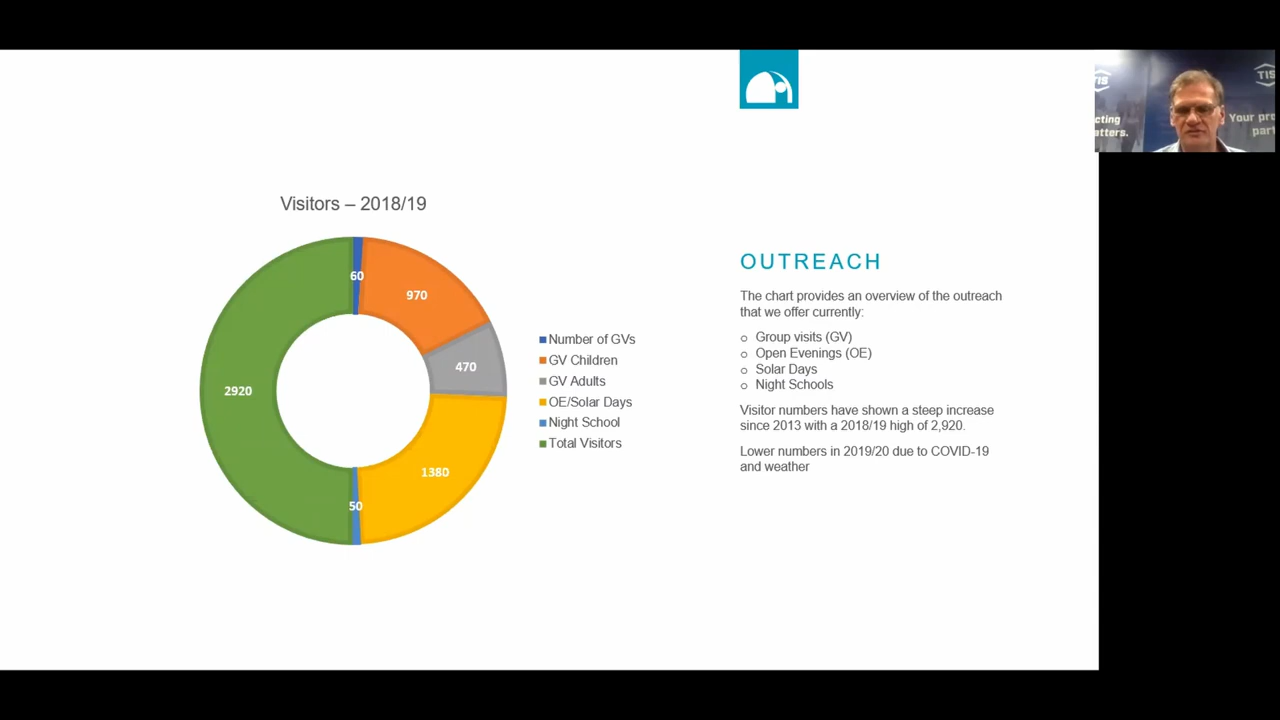 Visitors – 2018/19
60
970
470
2920
1380
50
Number of GVs
GV Children
GV Adults
OE/Solar Days
Night School
Total Visitors
OUTREACH
The chart provides an overview of the outreach
that we offer currently:
o Group visits (GV)
o Open Evenings (OE)
o Solar Days
o Night Schools
Visitor numbers have shown a steep increase
since 2013 with a 2018/19 high of 2,920.
Lower numbers in 2019/20 due to COVID-19
and weather
TIS
Your